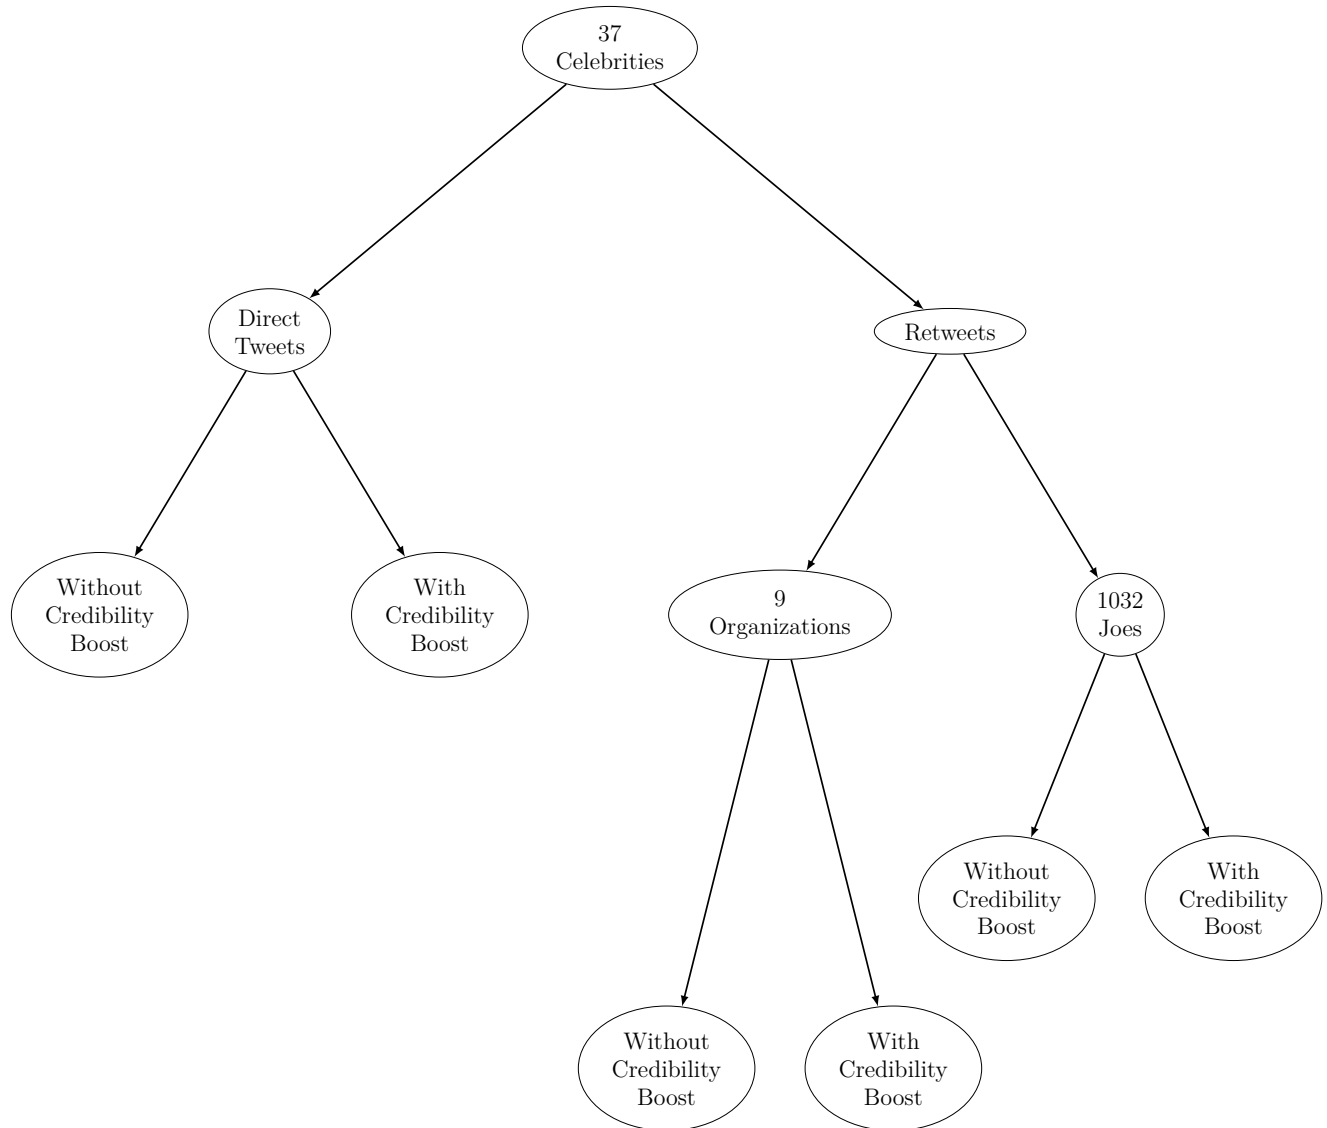 37
Celebrities
Direct
Tweets
Retweets
Without
Credibility
Boost
With
Credibility
Boost
9
Organizations
1032
Joes
Without
Credibility
Boost
With
Credibility
Boost
Without
Credibility
Boost
With
Credibility
Boost